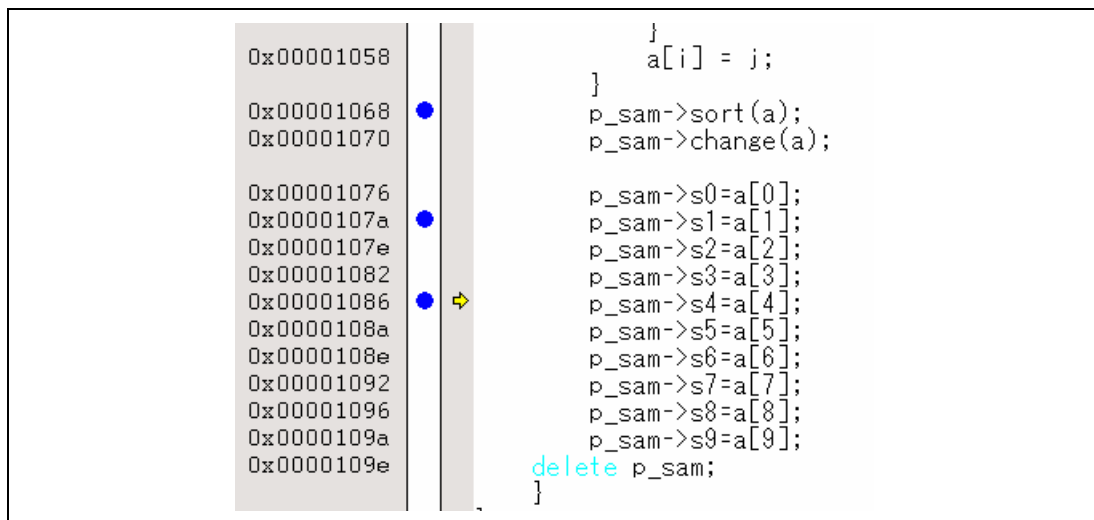 }
0x00001058 a[i] = j;
}
0x00001068 p_sam->sort(a);
0x00001070 p_sam->change(a);
0x00001076 p_sam->s0=a[0];
0x0000107a p_sam->s1=a[1];
0x0000107e p_sam->s2=a[2];
0x00001082 p_sam->s3=a[3];
0x00001086 p_sam->s4=a[4];
0x0000108a p_sam->s5=a[5];
0x0000108e p_sam->s6=a[6];
0x00001092 p_sam->s7=a[7];
0x00001096 p_sam->s8=a[8];
0x0000109a p_sam->s9=a[9];
0x0000109e delete p_sam;
}